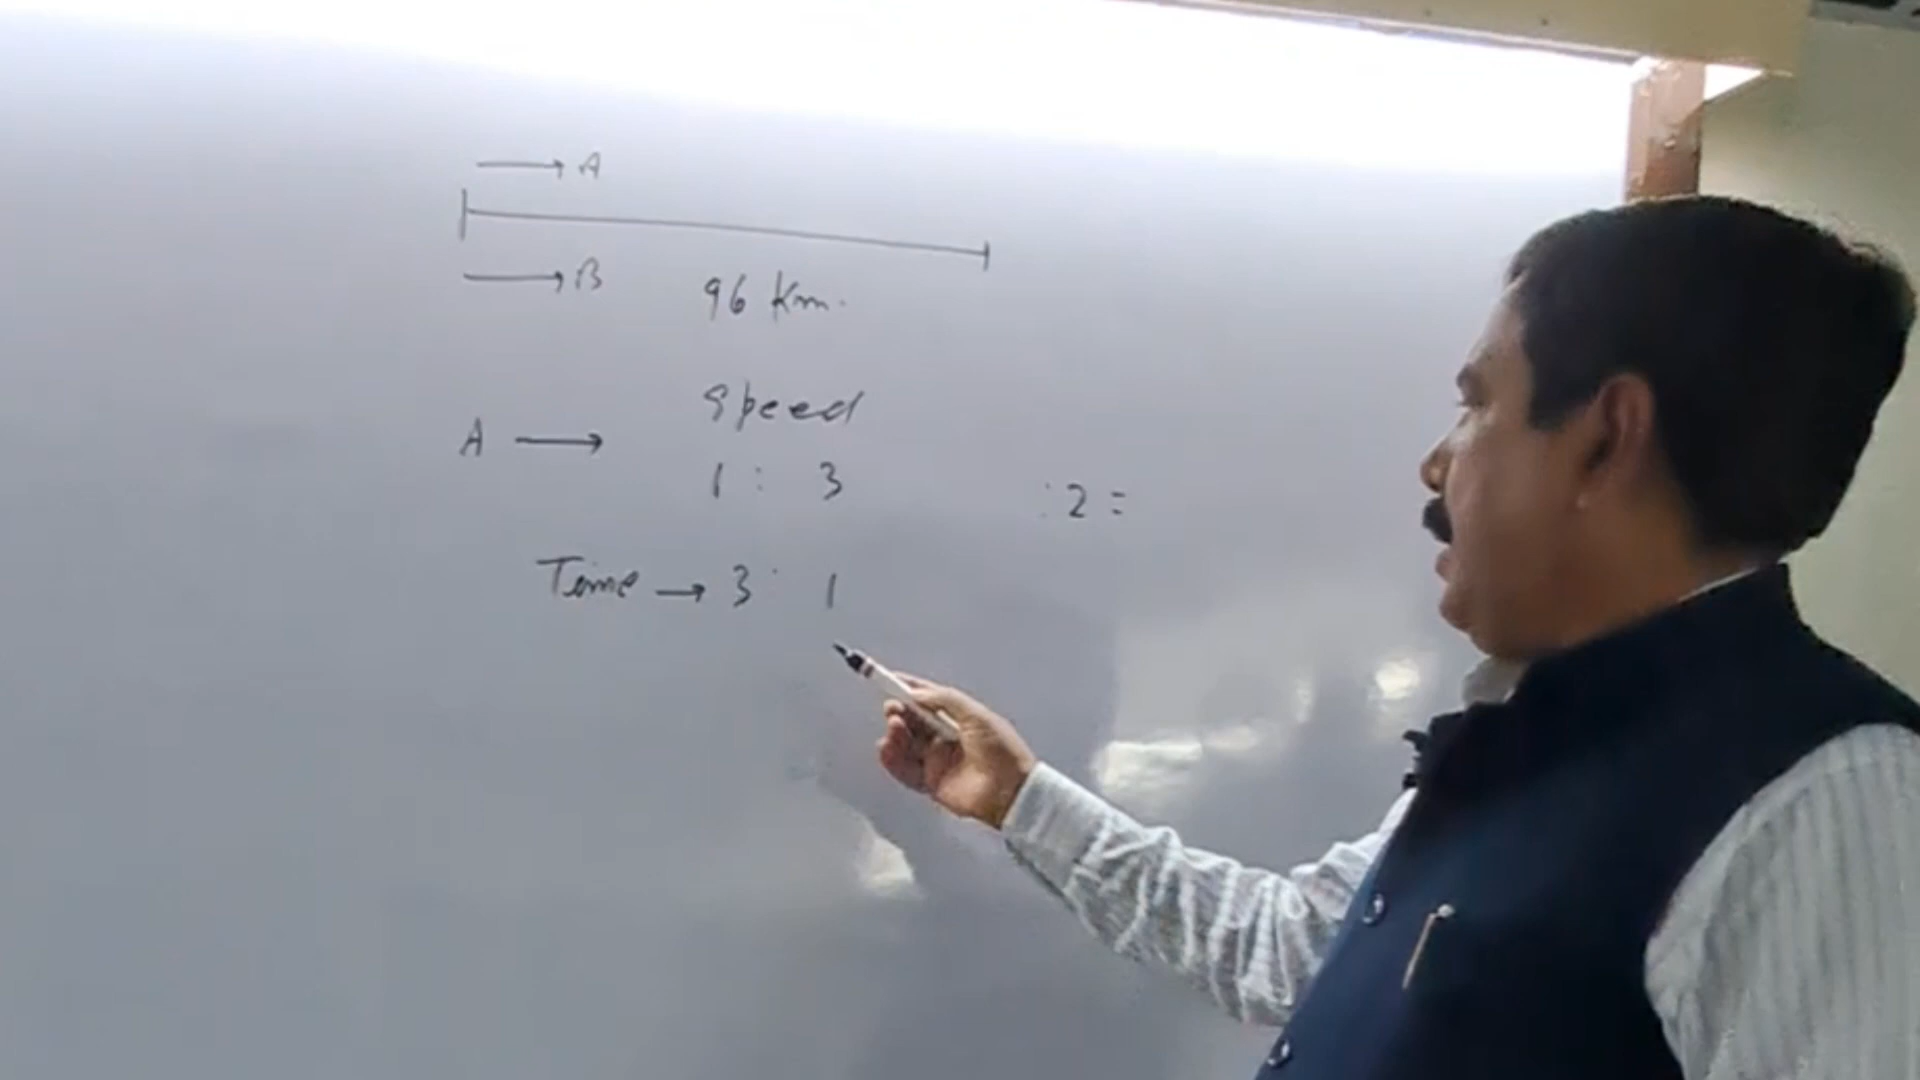 → A
→ B
96 Km.
Speed
A →
1 : 3
: 2 =
Time → 3 : 1